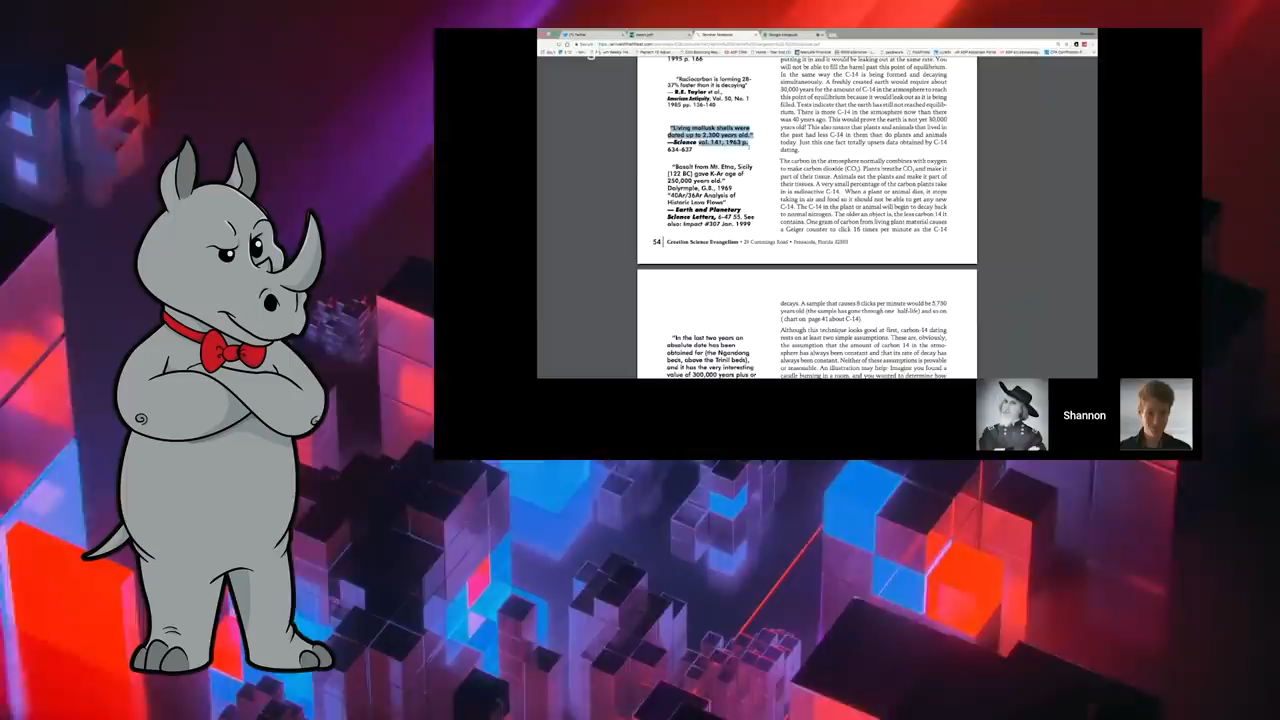 1995 p. 166
"Radiocarbon is forming 28-
37% faster than it is decaying"
— R.E. Taylor et al.,
American Antiquity, Vol. 50, No. 1
1985 pp. 136-140
"Living mollusk shells were
dated up to 2,300 years old."
—Science vol. 141, 1963 p.
634-637
"Basalt from Mt. Etna, Sicily
(122 BC) gave K-Ar age of
250,000 years old."
Dalrymple, G.B., 1969
"40Ar/36Ar Analysis of
Historic Lava Flows"
— Earth and Planetary
Science Letters, 6-47 55. See
also: Impact #307 Jan. 1999
putting it in and it would be leaking out at the same rate. You
will not be able to fill the barrel past this point of equilibrium.
In the same way the C-14 is being formed and decaying
simultaneously. A freshly created earth would require about
30,000 years for the amount of C-14 in the atmosphere to reach
this point of equilibrium because it would leak out as it is being
filled. Tests indicate that the earth has still not reached equilib-
rium. There is more C-14 in the atmosphere now than there
was 40 years ago. This would prove the earth is not yet 30,000
years old! This also means that plants and animals that lived in
the past had less C-14 in them than do plants and animals
today. Just this one fact totally upsets data obtained by C-14
dating.
The carbon in the atmosphere normally combines with oxygen
to make carbon dioxide (CO₂). Plants breathe CO₂ and make it
part of their tissue. Animals eat the plants and make it part of
their tissues. A very small percentage of the carbon plants take
in is radioactive C-14. When a plant or animal dies, it stops
taking in air and food so it should not be able to get any new
C-14. The C-14 in the plant or animal will begin to decay back
to normal nitrogen. The older an object is, the less carbon 14 it
contains. One gram of carbon from living plant material causes
a Geiger counter to click 16 times per minute as the C-14
54 Creation Science Evangelism • 29 Cummings Road • Pensacola, Florida 32503
decays. A sample that causes 8 clicks per minute would be 5,730
years old (the sample has gone through one half-life) and so on
(chart on page 41 about C-14).
"In the last two years an
absolute date has been
obtained for (the Ngandong
beds, above the Trinil beds),
and it has the very interesting
value of 300,000 years plus or
Although this technique looks good at first, carbon-14 dating
rests on at least two simple assumptions. These are, obviously,
the assumption that the amount of carbon 14 in the atmo-
sphere has always been constant and that its rate of decay has
always been constant. Neither of these assumptions is provable
or reasonable. An illustration may help: Imagine you found a
candle burning in a room, and you wanted to determine how
Shannon